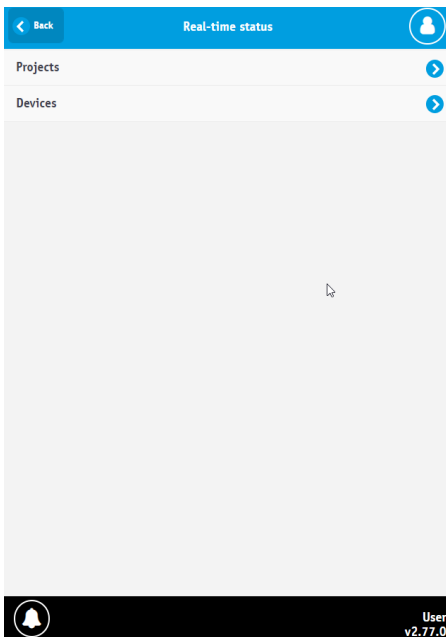 Back
Real-time status
Projects
Devices
User
v2.77.0